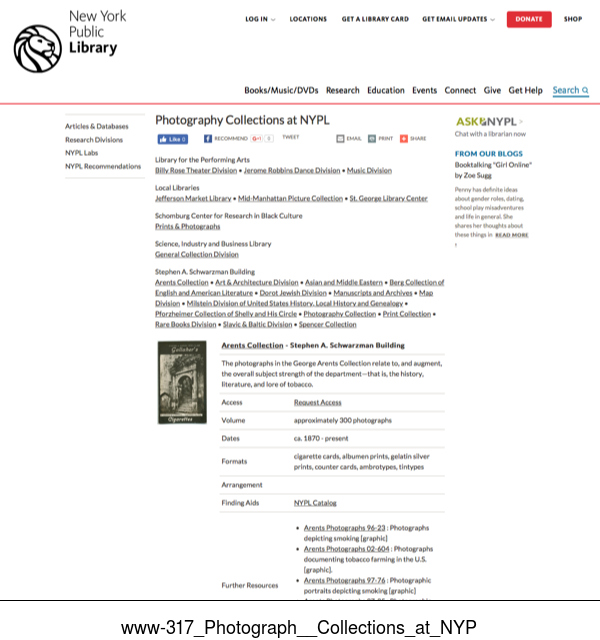 New York
Public
Library
LOG IN LOCATIONS GET A LIBRARY CARD GET EMAIL UPDATES DONATE SHOP
Books/Music/DVDs Research Education Events Connect Give Get Help Search
Articles & Databases
Research Divisions
NYPL Labs
NYPL Recommendations
Photography Collections at NYPL
Like 0 RECOMMEND G+1 TWEET EMAIL PRINT SHARE
Library for the Performing Arts
Billy Rose Theater Division • Jerome Robbins Dance Division • Music Division
Local Libraries
Jefferson Market Library • Mid-Manhattan Picture Collection • St. George Library Center
Schomburg Center for Research in Black Culture
Prints & Photographs
Science, Industry and Business Library
General Collection Division
Stephen A. Schwarzman Building
Arents Collection • Art & Architecture Division • Asian and Middle Eastern • Berg Collection of
English and American Literature • Dorot Jewish Division • Manuscripts and Archives • Map
Division • Milstein Division of United States History, Local History and Genealogy •
Pforzheimer Collection of Shelly and His Circle • Photography Collection • Print Collection •
Rare Books Division • Slavic & Baltic Division • Spencer Collection
ASK NYPL
Chat with a librarian now
FROM OUR BLOGS
Booktalking "Girl Online"
by Zoe Sugg
Penny has definite ideas
about gender roles, dating,
school play misadventures
and life in general. She
shares her thoughts about
these things in READ MORE
Cigarettes
Arents Collection - Stephen A. Schwarzman Building
The photographs in the George Arents Collection relate to, and augment,
the overall subject strength of the department—that is, the history,
literature, and lore of tobacco.
Access Request Access
Volume approximately 300 photographs
Dates ca. 1870 - present
Formats cigarette cards, albumen prints, gelatin silver
prints, counter cards, ambrotypes, tintypes
Arrangement
Finding Aids NYPL Catalog
• Arents Photographs 96-23 : Photographs
depicting smoking [graphic]
• Arents Photographs 02-604 : Photographs
documenting tobacco farming in the U.S.
[graphic].
Further Resources • Arents Photographs 97-76 : Photographic
portraits depicting smoking [graphic]
www-317_Photograph__Collections_at_NYP